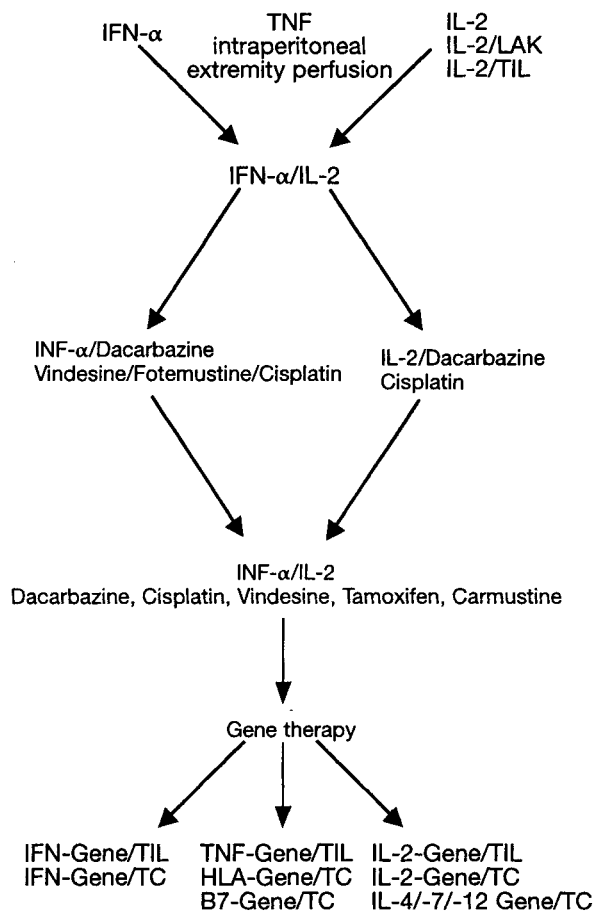 IFN-α
TNF
intraperitoneal
extremity perfusion
IL-2
IL-2/LAK
IL-2/TIL
IFN-α/IL-2
INF-α/Dacarbazine
Vindesine/Fotemustine/Cisplatin
IL-2/Dacarbazine
Cisplatin
INF-α/IL-2
Dacarbazine, Cisplatin, Vindesine, Tamoxifen, Carmustine
Gene therapy
IFN-Gene/TIL
IFN-Gene/TC
TNF-Gene/TIL
HLA-Gene/TC
B7-Gene/TC
IL-2-Gene/TIL
IL-2-Gene/TC
IL-4/-7/-12 Gene/TC